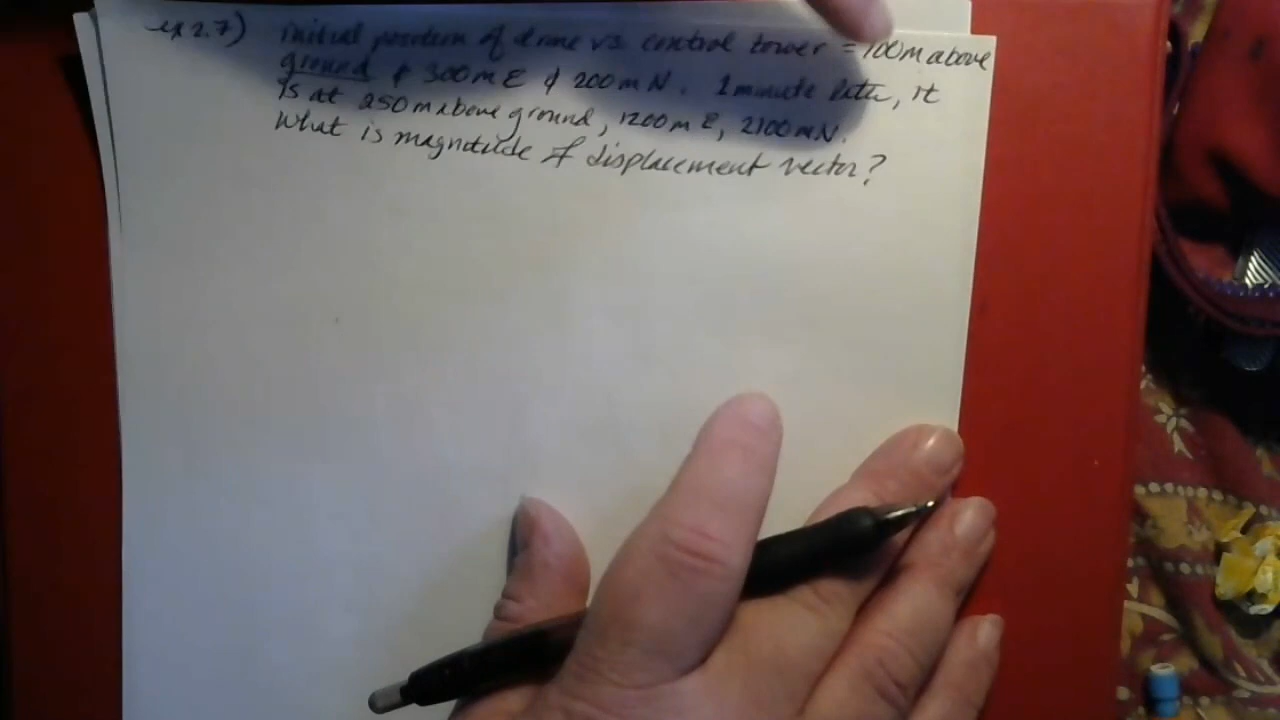 ex 2.7) initial position of drone vs control tower = 100m above
ground & 300m E & 200m N. 1 minute later, it
is at 250m above ground, 1200m E, 2100m N.
What is magnitude of displacement vector?